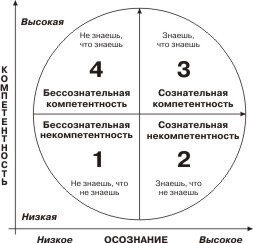 Высокая
Не знаешь,
что знаешь
Знаешь,
что знаешь
4
3
Бессознательная
компетентность
Сознательная
компетентность
КОМПЕТЕНТНОСТЬ
Бессознательная
некомпетентность
Сознательная
некомпетентность
1
2
Не знаешь, что
не знаешь
Знаешь, что
не знаешь
Низкая
Низкое
ОСОЗНАНИЕ
Высокое